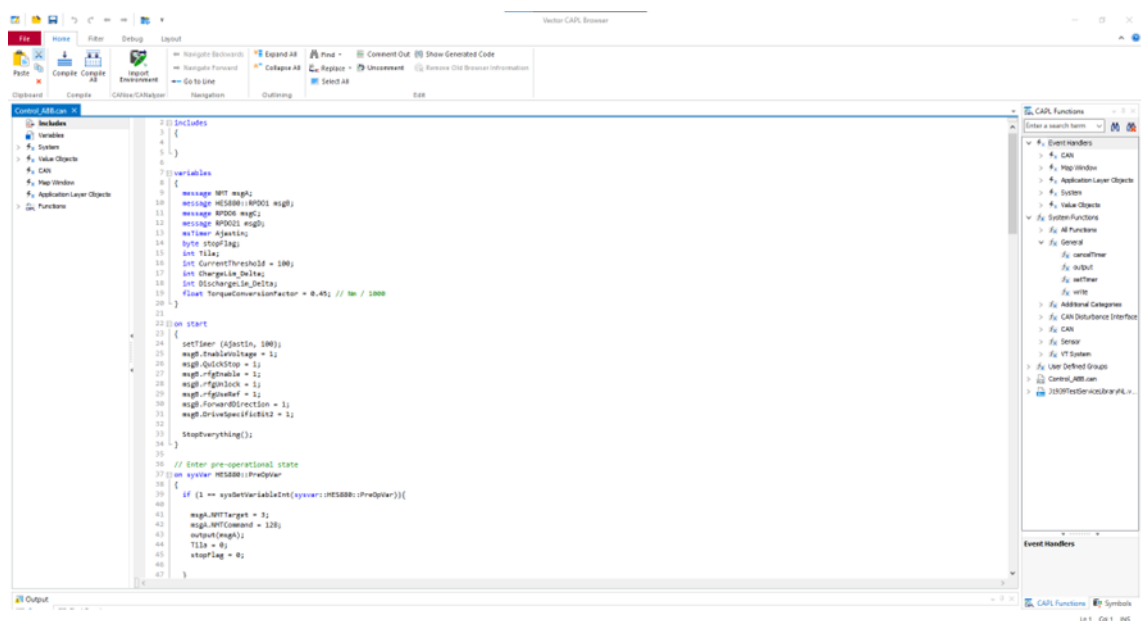 Vector CAPL Browser
File Home Filter Debug Layout
Paste Compile Compile All Import Environment
Navigate Backwards Navigate Forward Go to Line
Expand All Collapse All
Find Replace Select All
Comment Out Uncomment
Show Generated Code Remove Old Browser Information
Clipboard Compile CANoe/CANalyzer Navigation Outlining Edit
Control_ABB.can
Includes
Variables
System
Value Objects
CAN
Map Window
Application Layer Objects
Functions
2 includes
3 {
4
5 }
6
7 variables
8 {
9 message NMT msgA;
10 message HES880::RPDO1 msgB;
11 message RPDO6 msgC;
12 message RPDO21 msgD;
13 msTimer Ajastin;
14 byte stopFlag;
15 int Tila;
16 int CurrentThreshold = 100;
17 int ChargeLim_Delta;
18 int DischargeLim_Delta;
19 float TorqueConversionFactor = 0.45; // Nm / 1000
20 }
21
22 on start
23 {
24 setTimer (Ajastin, 100);
25 msgB.EnableVoltage = 1;
26 msgB.QuickStop = 1;
27 msgB.rfgEnable = 1;
28 msgB.rfgUnlock = 1;
29 msgB.rfgUseRef = 1;
30 msgB.ForwardDirection = 1;
31 msgB.DriveSpecificBit2 = 1;
32
33 StopEverything();
34 }
35
36 // Enter pre-operational state
37 on sysVar HES880::PreOpVar
38 {
39 if (1 == sysGetVariableInt(sysvar::HES880::PreOpVar)){
40
41 msgA.NMTTarget = 3;
42 msgA.NMTCommand = 128;
43 output(msgA);
44 Tila = 0;
45 stopFlag = 0;
46
47 }
CAPL Functions
Enter a search term
Event Handlers
CAN
Map Window
Application Layer Objects
System
Value Objects
System Functions
All Functions
General
cancelTimer
output
setTimer
write
Additional Categories
CAN Disturbance Interface
CAN
Sensor
VT System
User Defined Groups
Control_ABB.can
J1939TestServiceLibraryNL.v...
Event Handlers
Output
CAPL Functions Symbols
Ln 1 Col 1 INS